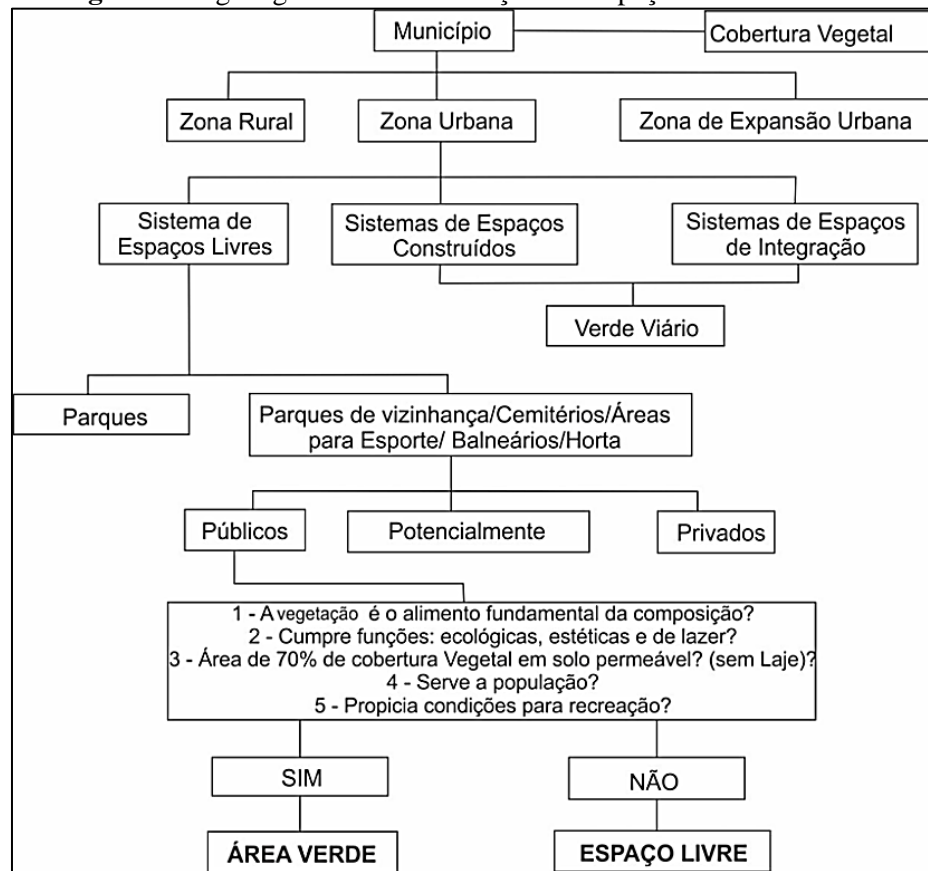 Município
Cobertura Vegetal
Zona Rural
Zona Urbana
Zona de Expansão Urbana
Sistema de
Espaços Livres
Sistemas de Espaços
Construídos
Sistemas de Espaços
de Integração
Verde Viário
Parques
Parques de vizinhança/Cemitérios/Áreas
para Esporte/ Balneários/Horta
Públicos
Potencialmente
Privados
1 - A vegetação é o alimento fundamental da composição?
2 - Cumpre funções: ecológicas, estéticas e de lazer?
3 - Área de 70% de cobertura Vegetal em solo permeável? (sem Laje)?
4 - Serve a população?
5 - Propicia condições para recreação?
SIM
NÃO
ÁREA VERDE
ESPAÇO LIVRE